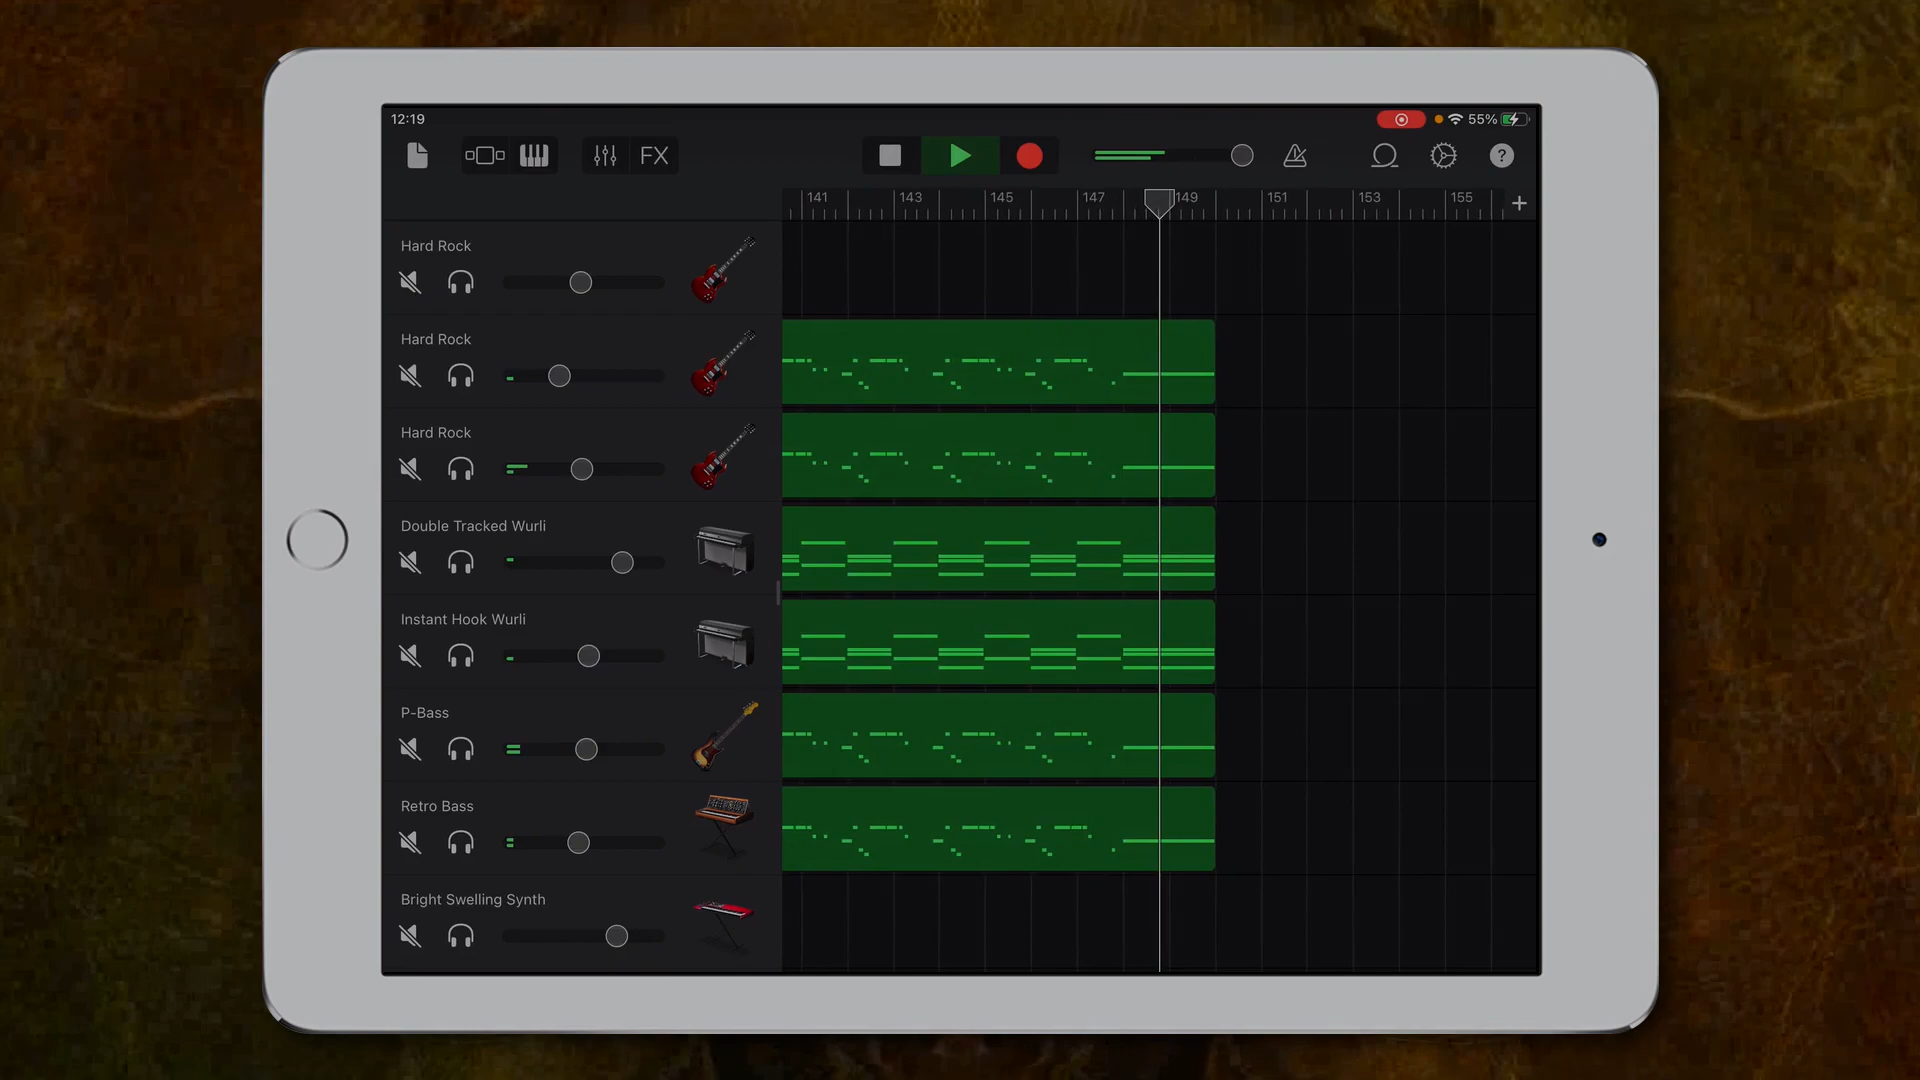 12:19
55%
FX
?
141 143 145 147 149 151 153 155 +
Hard Rock
Hard Rock
Hard Rock
Double Tracked Wurli
Instant Hook Wurli
P-Bass
Retro Bass
Bright Swelling Synth